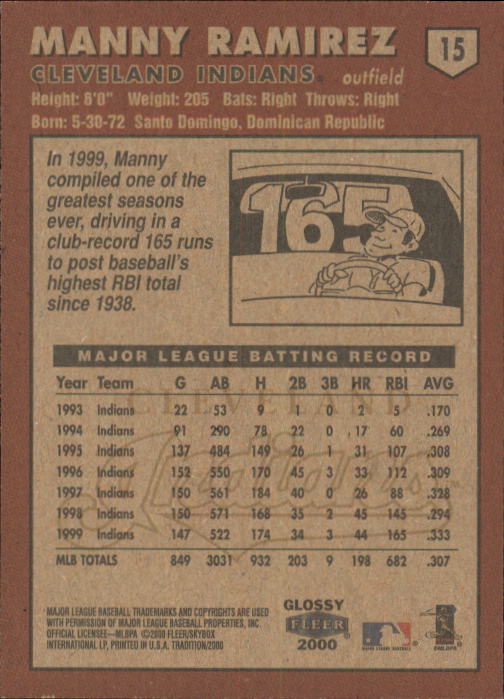 MANNY RAMIREZ
15
CLEVELAND INDIANS® outfield
Height: 6'0" Weight: 205 Bats: Right Throws: Right
Born: 5-30-72 Santo Domingo, Dominican Republic
In 1999, Manny
compiled one of the
greatest seasons
ever, driving in a
club-record 165 runs
to post baseball's
highest RBI total
since 1938.
165
MAJOR LEAGUE BATTING RECORD
Year Team G AB H 2B 3B HR RBI AVG
1993 Indians 22 53 9 1 0 2 5 .170
1994 Indians 91 290 78 22 0 17 60 .269
1995 Indians 137 484 149 26 1 31 107 .308
1996 Indians 152 550 170 45 3 33 112 .309
1997 Indians 150 561 184 40 0 26 88 .328
1998 Indians 150 571 168 35 2 45 145 .294
1999 Indians 147 522 174 34 3 44 165 .333
MLB TOTALS 849 3031 932 203 9 198 682 .307
CLEVELAND
Indians
MAJOR LEAGUE BASEBALL TRADEMARKS AND COPYRIGHTS ARE USED
WITH PERMISSION OF MAJOR LEAGUE BASEBALL PROPERTIES, INC.
OFFICIAL LICENSEE—MLBPA ©2000 FLEER/SKYBOX
INTERNATIONAL LP, PRINTED IN U.S.A. TRADITION/2000
GLOSSY
FLEER
2000
MAJOR LEAGUE BASEBALL
©MLBPA